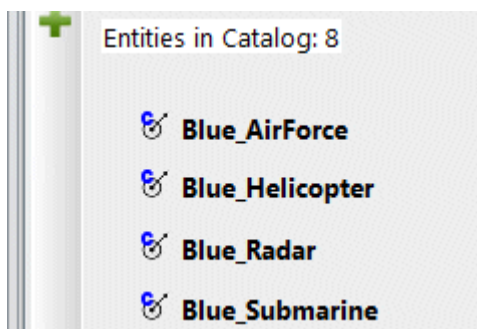 Entities in Catalog: 8
Blue_AirForce
Blue_Helicopter
Blue_Radar
Blue_Submarine